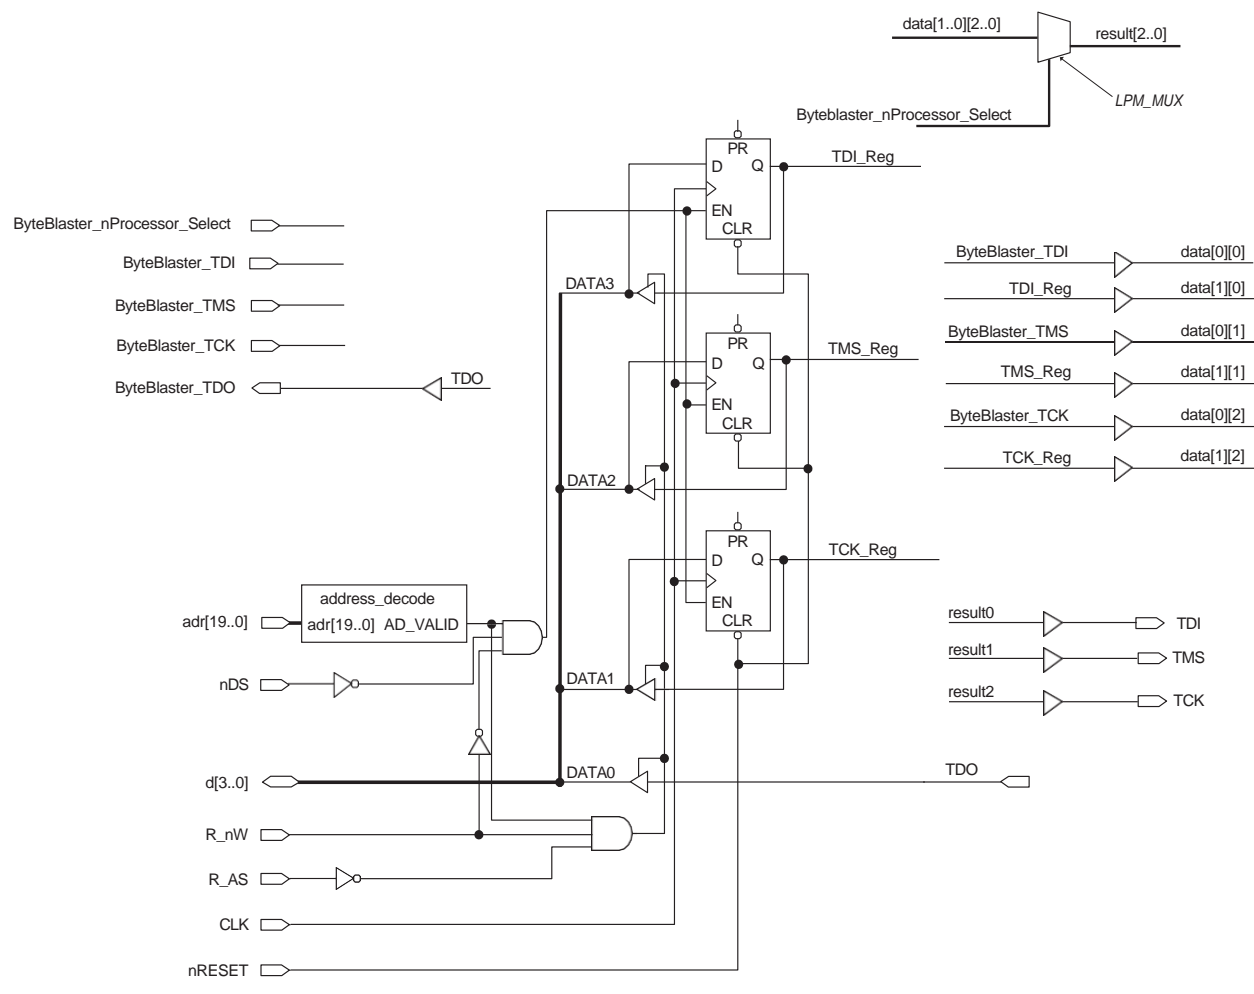 data[1..0][2..0]
result[2..0]
LPM_MUX
Byteblaster_nProcessor_Select
PR
D
Q
EN
CLR
TDI_Reg
ByteBlaster_nProcessor_Select
ByteBlaster_TDI
ByteBlaster_TMS
ByteBlaster_TCK
ByteBlaster_TDO
TDO
DATA3
PR
D
Q
EN
CLR
TMS_Reg
DATA2
PR
D
Q
EN
CLR
TCK_Reg
DATA1
ByteBlaster_TDI
data[0][0]
TDI_Reg
data[1][0]
ByteBlaster_TMS
data[0][1]
TMS_Reg
data[1][1]
ByteBlaster_TCK
data[0][2]
TCK_Reg
data[1][2]
address_decode
adr[19..0]
adr[19..0] AD_VALID
nDS
result0
TDI
result1
TMS
result2
TCK
d[3..0]
DATA0
TDO
R_nW
R_AS
CLK
nRESET